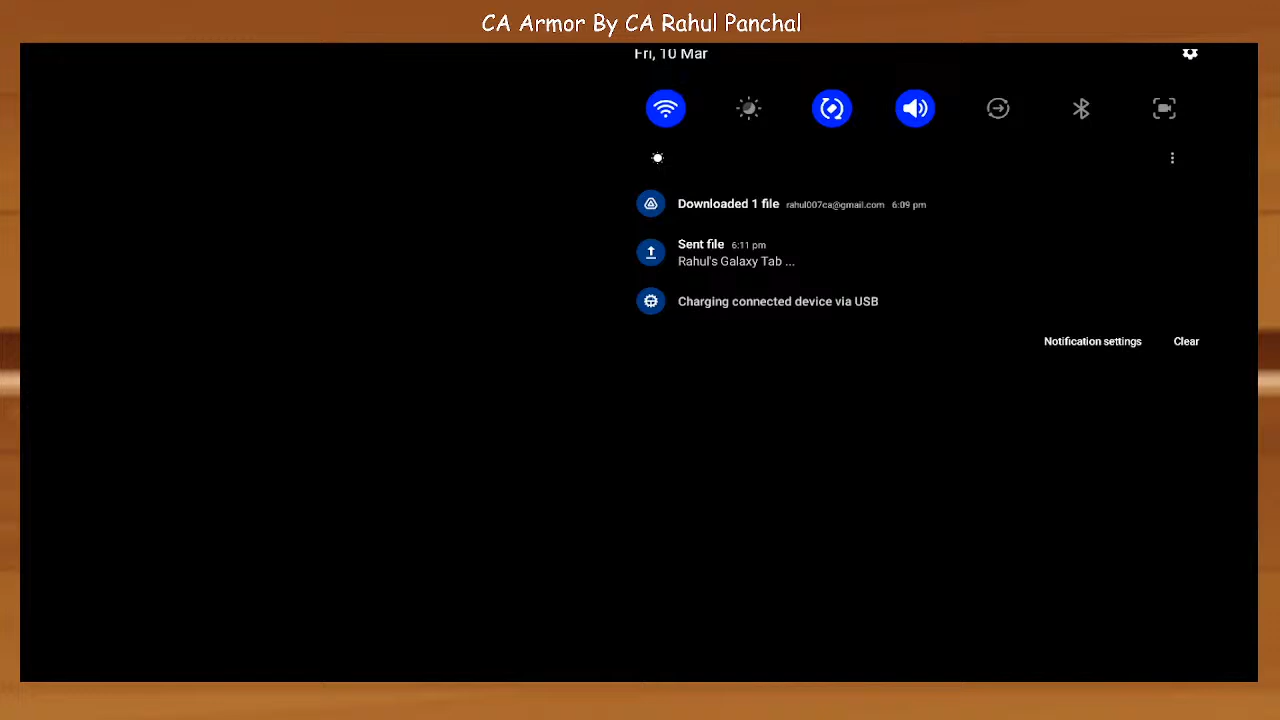 CA Armor By CA Rahul Panchal
Fri, 10 Mar
Downloaded 1 file rahul007ca@gmail.com 6:09 pm
Sent file 6:11 pm
Rahul's Galaxy Tab ...
Charging connected device via USB
Notification settings Clear